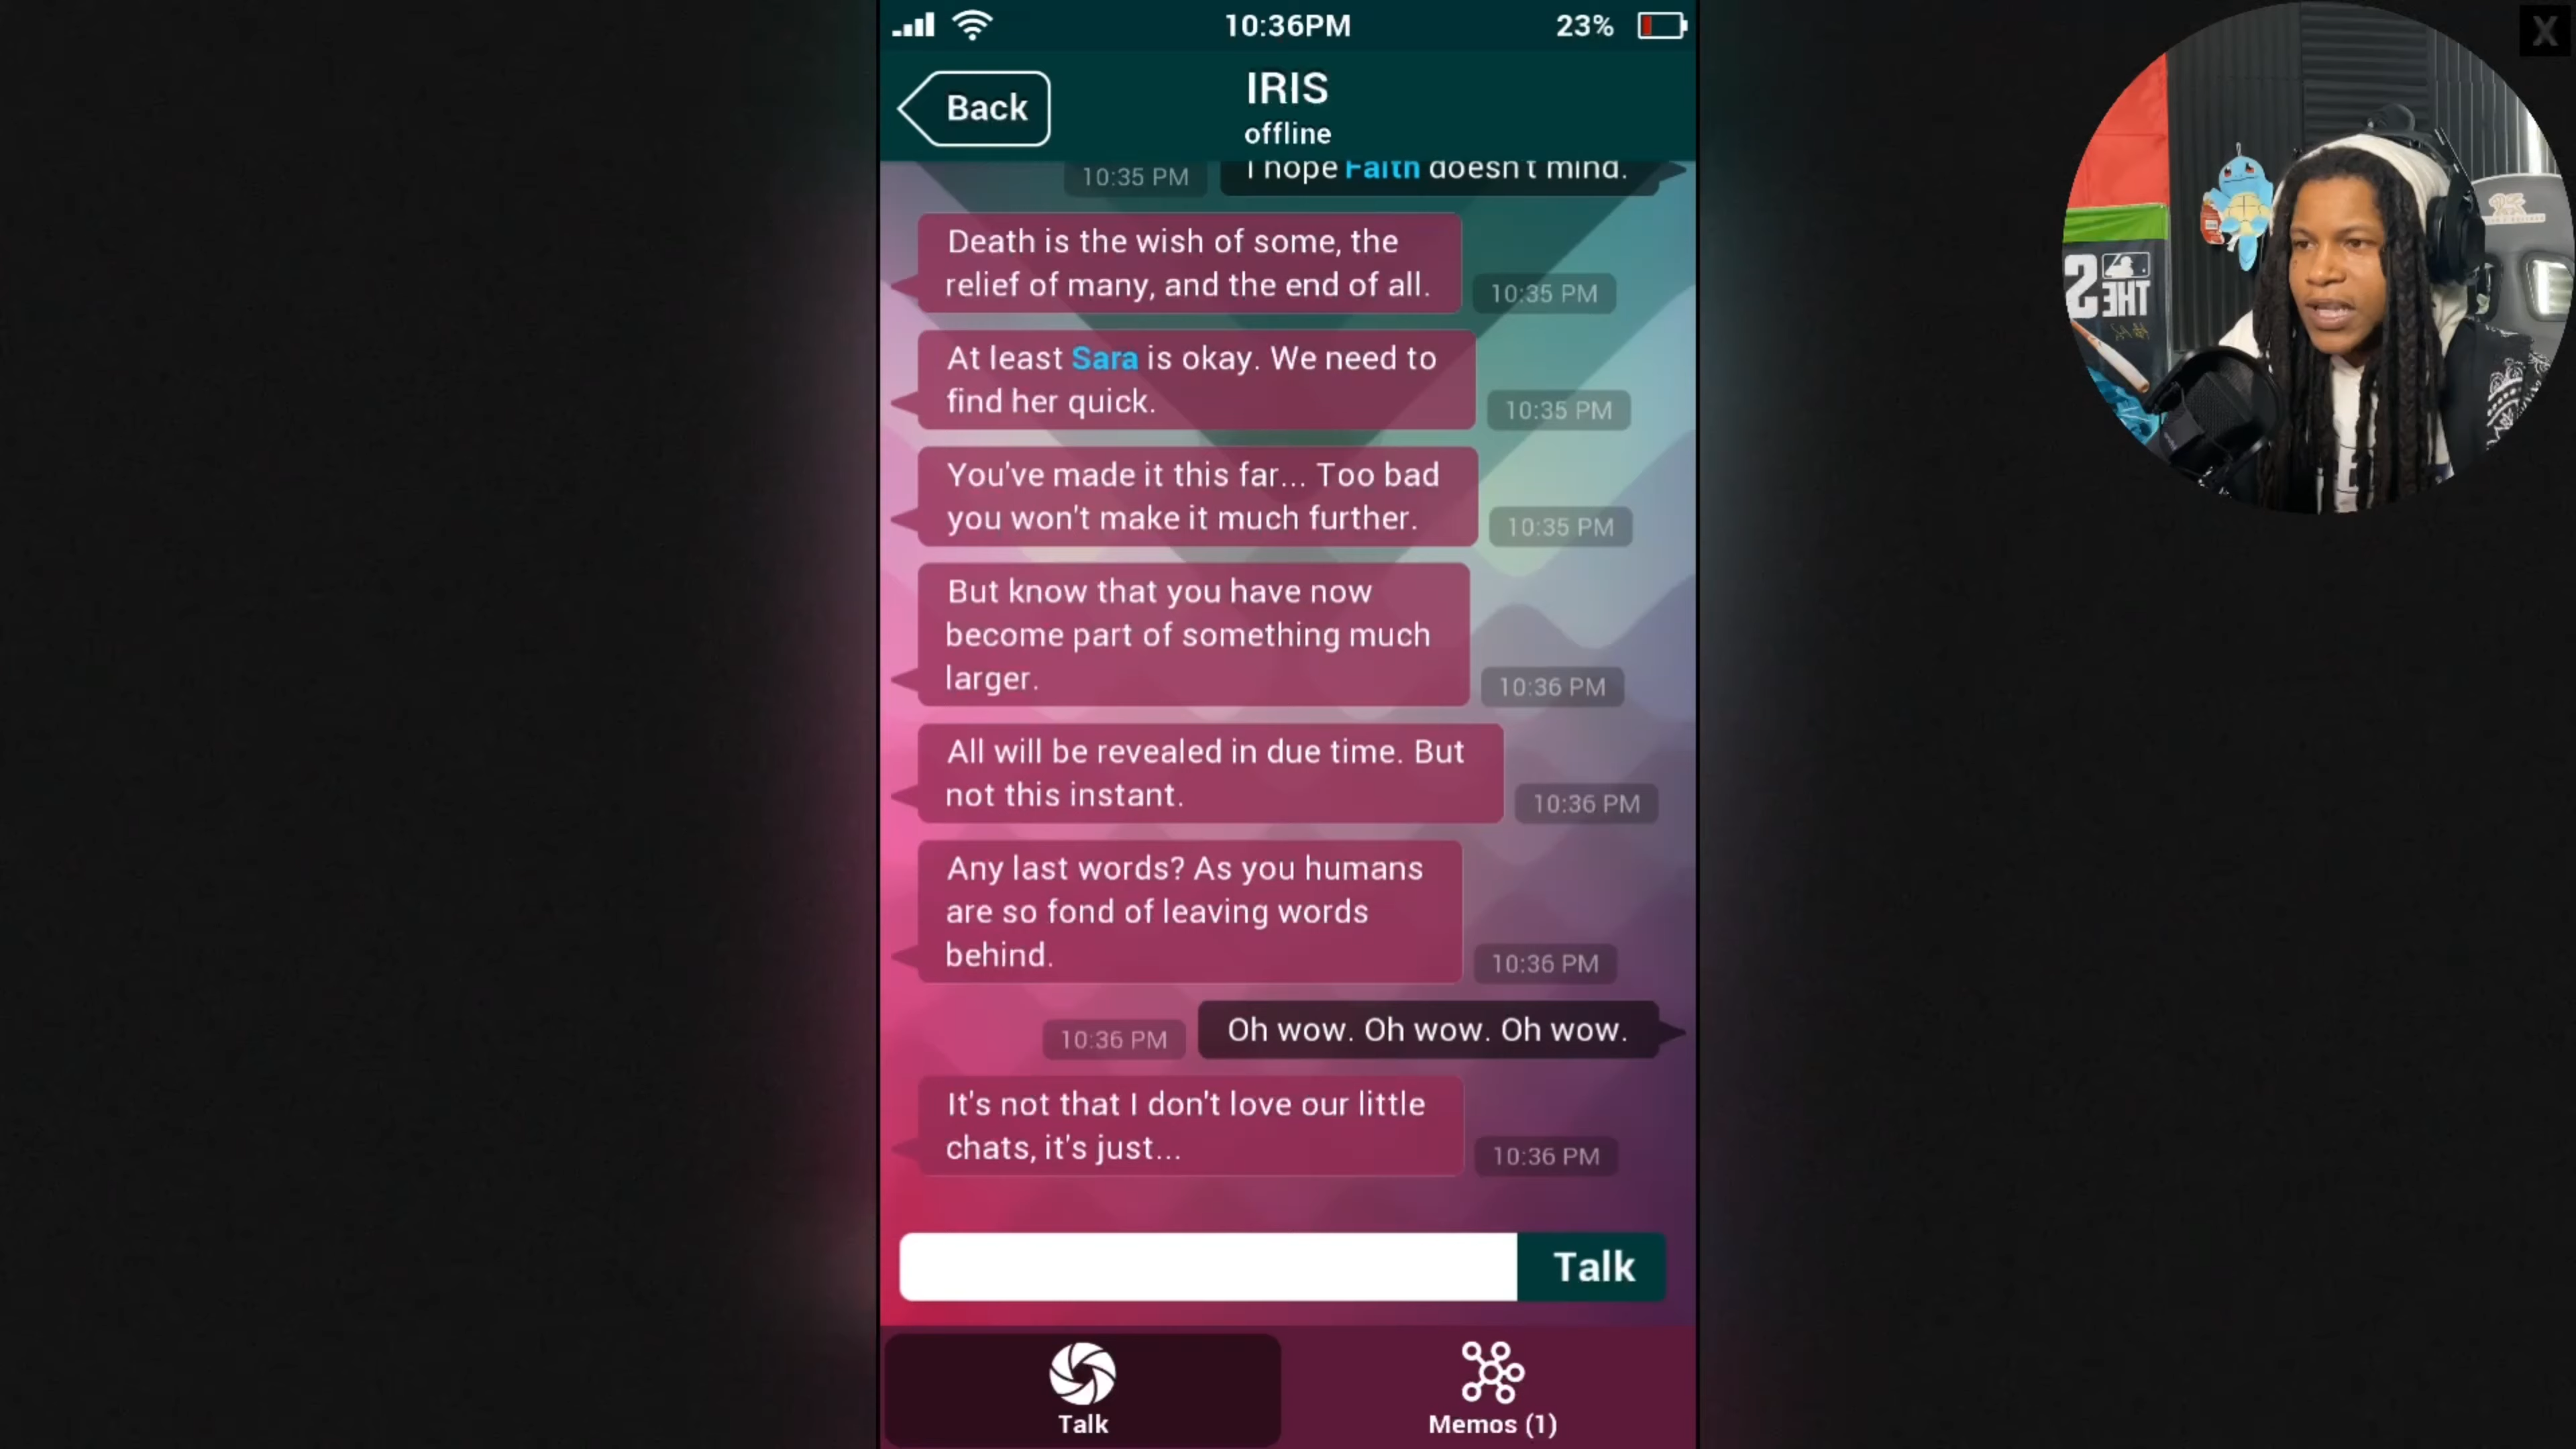 10:36PM
23%
X
Back
IRIS
offline
10:35 PM
I hope Faith doesn't mind.
Death is the wish of some, the
relief of many, and the end of all.
10:35 PM
At least Sara is okay. We need to
find her quick.
10:35 PM
You've made it this far... Too bad
you won't make it much further.
10:35 PM
But know that you have now
become part of something much
larger.
10:36 PM
All will be revealed in due time. But
not this instant.
10:36 PM
Any last words? As you humans
are so fond of leaving words
behind.
10:36 PM
10:36 PM
Oh wow. Oh wow. Oh wow.
It's not that I don't love our little
chats, it's just...
10:36 PM
Talk
Talk
Memos (1)
THE S